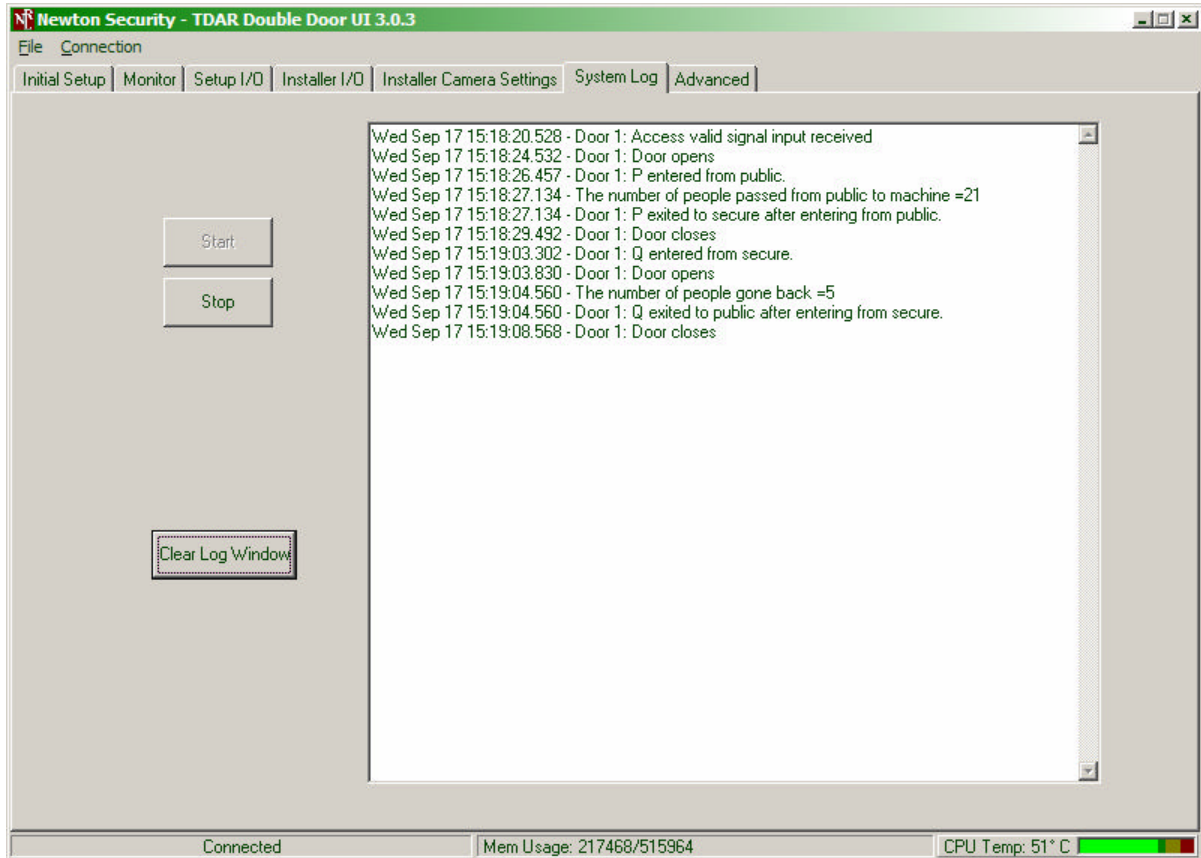 Newton Security - TDAR Double Door UI 3.0.3
File Connection
Initial Setup Monitor Setup I/O Installer I/O Installer Camera Settings System Log Advanced
Wed Sep 17 15:18:20.528 - Door 1: Access valid signal input received
Wed Sep 17 15:18:24.532 - Door 1: Door opens
Wed Sep 17 15:18:26.457 - Door 1: P entered from public.
Wed Sep 17 15:18:27.134 - The number of people passed from public to machine =21
Wed Sep 17 15:18:27.134 - Door 1: P exited to secure after entering from public.
Wed Sep 17 15:18:29.492 - Door 1: Door closes
Wed Sep 17 15:19:03.302 - Door 1: Q entered from secure.
Wed Sep 17 15:19:03.830 - Door 1: Door opens
Wed Sep 17 15:19:04.560 - The number of people gone back =5
Wed Sep 17 15:19:04.560 - Door 1: Q exited to public after entering from secure.
Wed Sep 17 15:19:08.568 - Door 1: Door closes
Start
Stop
Clear Log Window
Connected Mem Usage: 217468/515964 CPU Temp: 51° C